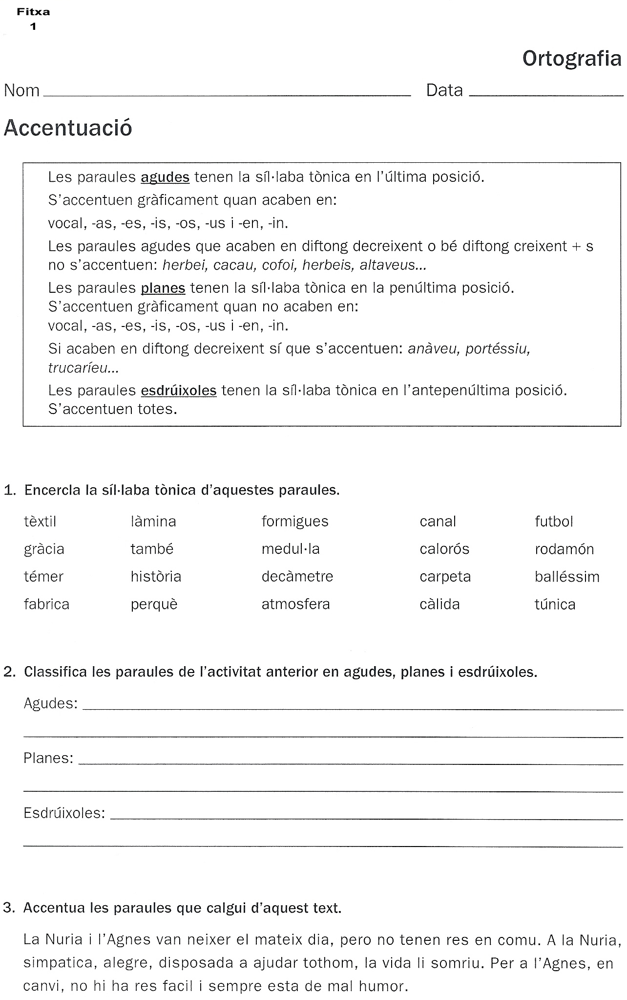 Fitxa
1
Ortografia
Nom
Data
Accentuació
Les paraules agudes tenen la síl·laba tònica en l'última posició.
S'accentuen gràficament quan acaben en:
vocal, -as, -es, -is, -os, -us i -en, -in.
Les paraules agudes que acaben en diftong decreixent o bé diftong creixent + s
no s'accentuen: herbei, cacau, cofoi, herbeis, altaveus...
Les paraules planes tenen la síl·laba tònica en la penúltima posició.
S'accentuen gràficament quan no acaben en:
vocal, -as, -es, -is, -os, -us i -en, -in.
Si acaben en diftong decreixent sí que s'accentuen: anàveu, portéssiu,
trucaríeu...
Les paraules esdrúixoles tenen la síl·laba tònica en l'antepenúltima posició.
S'accentuen totes.
1. Encercla la síl·laba tònica d'aquestes paraules.
tèxtil làmina formigues canal futbol
gràcia també medul·la calorós rodamón
témer història decàmetre carpeta balléssim
fabrica perquè atmosfera càlida túnica
2. Classifica les paraules de l'activitat anterior en agudes, planes i esdrúixoles.
Agudes:
Planes:
Esdrúixoles:
3. Accentua les paraules que calgui d'aquest text.
La Nuria i l'Agnes van neixer el mateix dia, pero no tenen res en comu. A la Nuria,
simpatica, alegre, disposada a ajudar tothom, la vida li somriu. Per a l'Agnes, en
canvi, no hi ha res facil i sempre esta de mal humor.